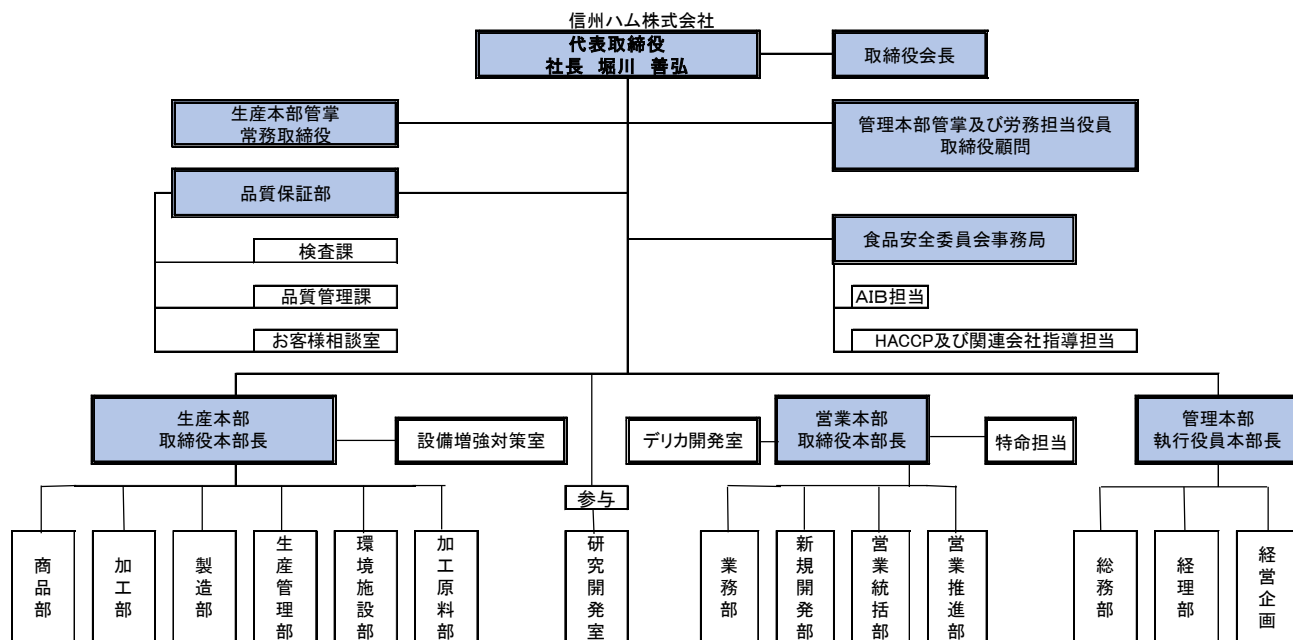 信州ハム株式会社
代表取締役
社長　堀川　善弘
取締役会長
生産本部管掌
常務取締役
管理本部管掌及び労務担当役員
取締役顧問
品質保証部
食品安全委員会事務局
検査課
品質管理課
お客様相談室
AIB担当
HACCP及び関連会社指導担当
生産本部
取締役本部長
設備増強対策室
デリカ開発室
営業本部
取締役本部長
特命担当
管理本部
執行役員本部長
参与
商品部
加工部
製造部
生産管理部
環境施設部
加工原料部
研究開発室
業務部
新規開発部
営業統括部
営業推進部
総務部
経理部
経営企画